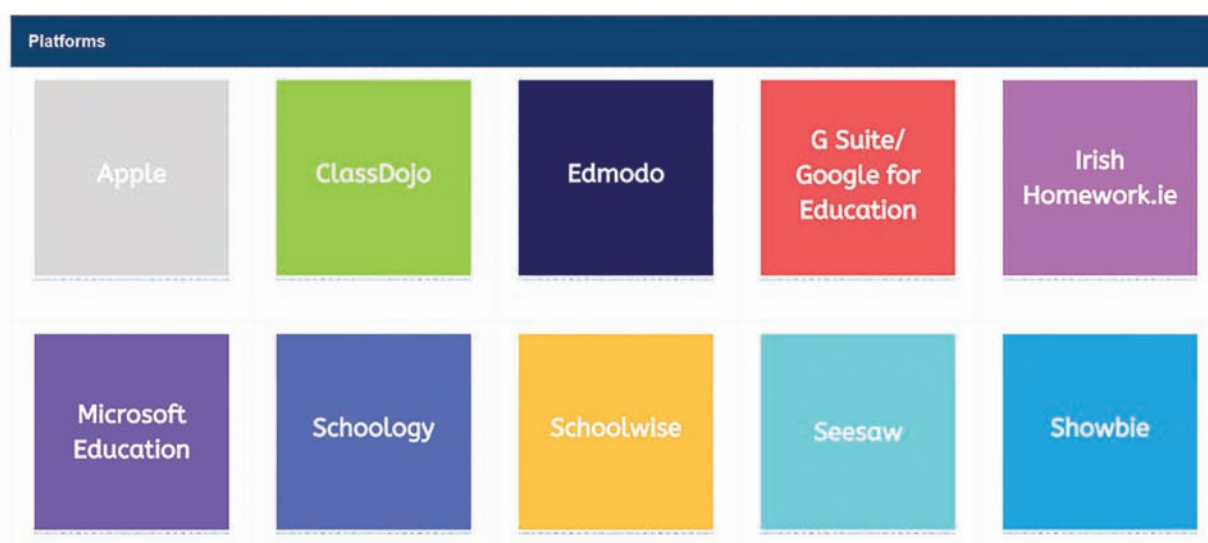 Platforms
Apple
ClassDojo
Edmodo
G Suite/
Google for
Education
Irish
Homework.ie
Microsoft
Education
Schoology
Schoolwise
Seesaw
Showbie